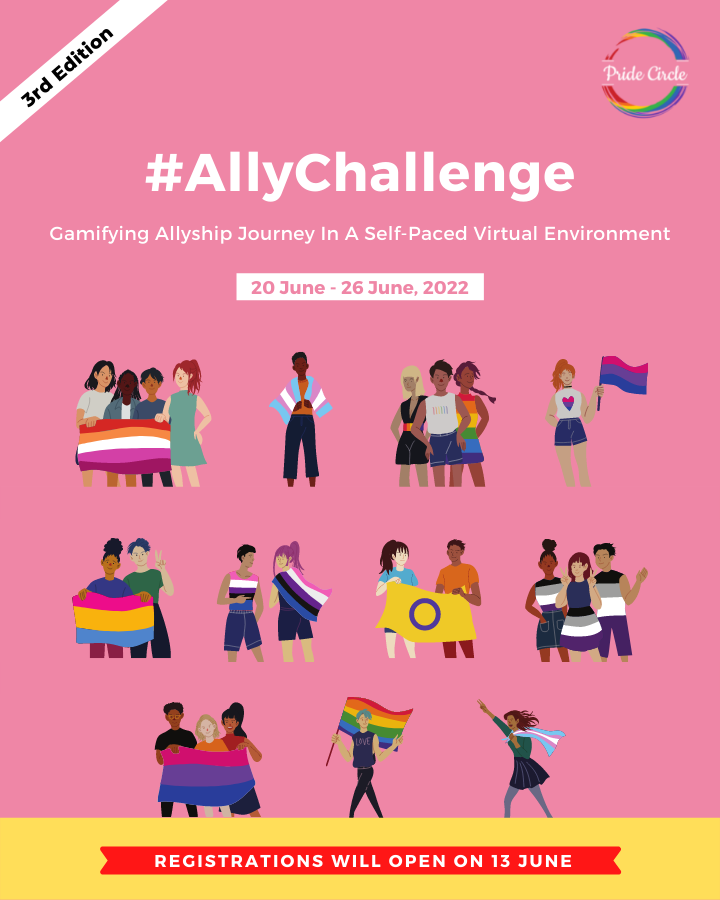 3rd Edition
Pride Circle
#AllyChallenge
Gamifying Allyship Journey In A Self-Paced Virtual Environment
20 June - 26 June, 2022
LOVE
REGISTRATIONS WILL OPEN ON 13 JUNE